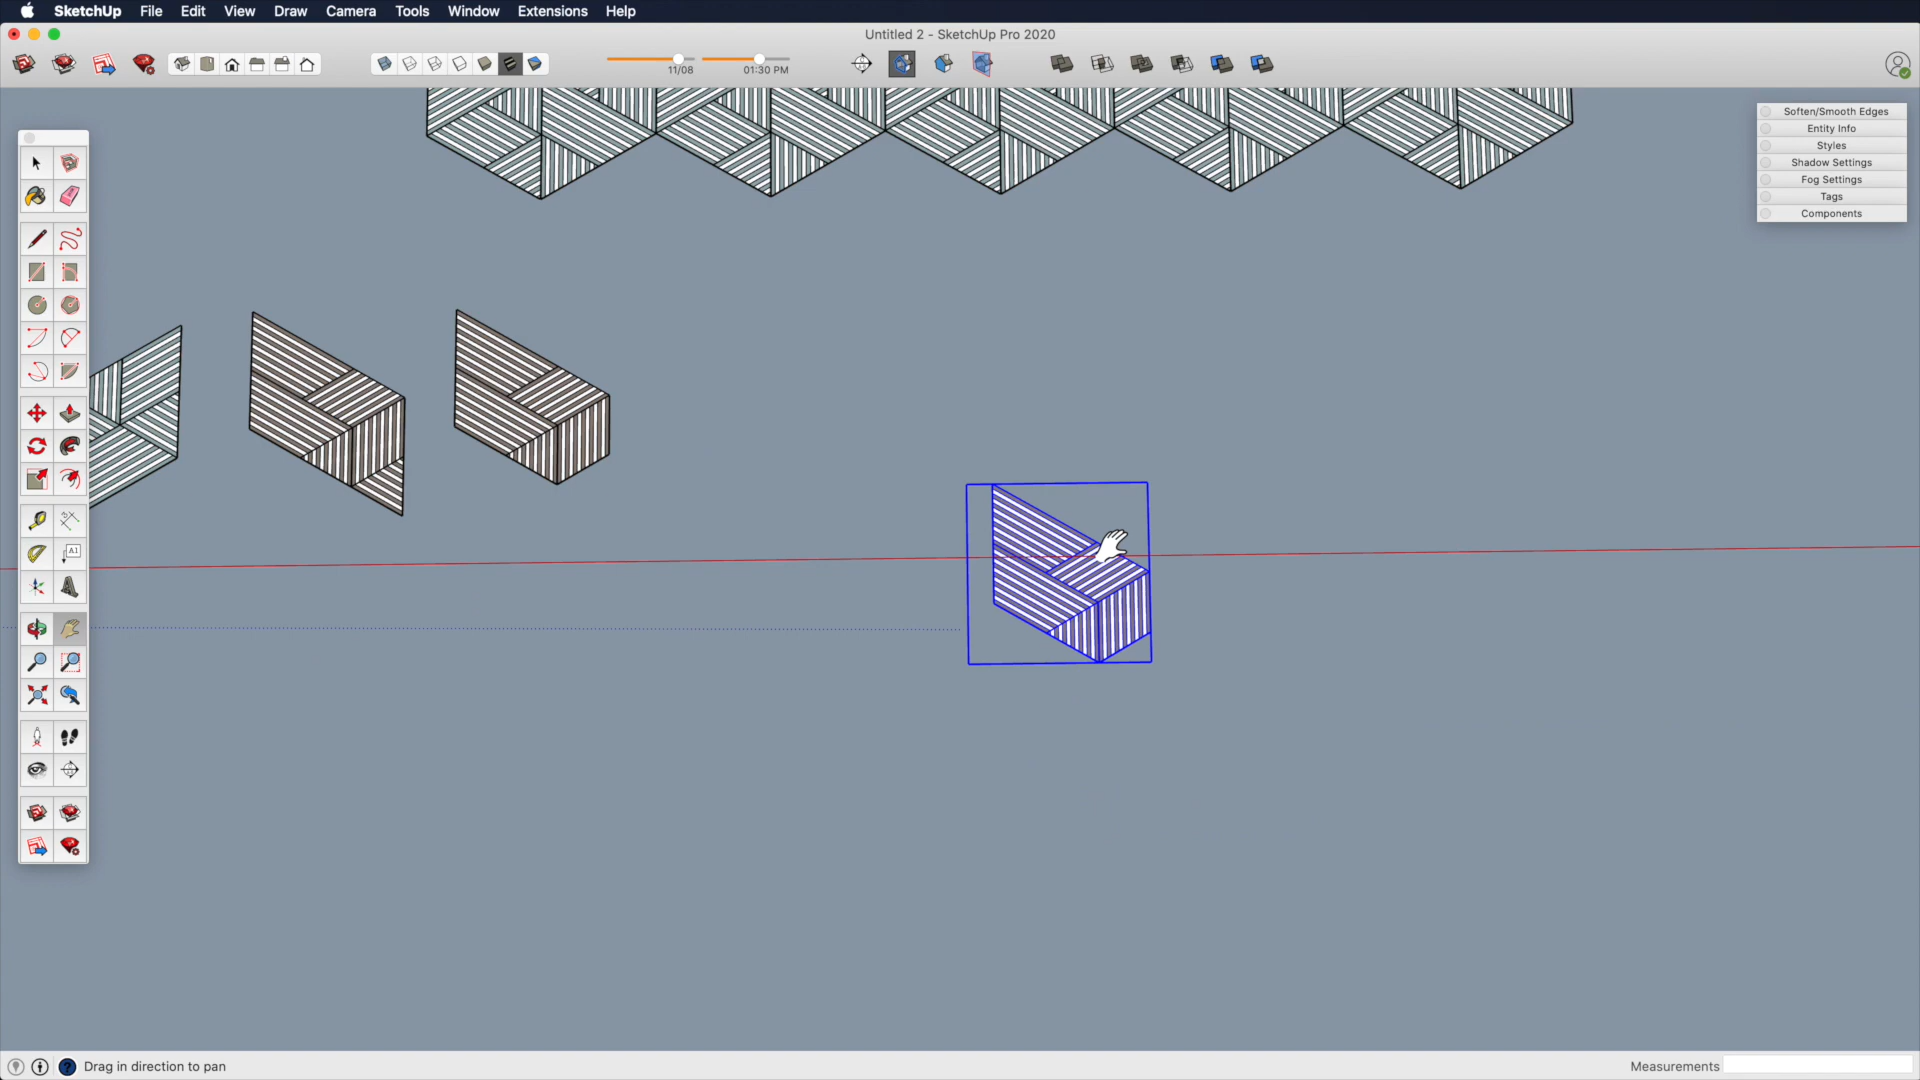 SketchUp File Edit View Draw Camera Tools Window Extensions Help
Untitled 2 - SketchUp Pro 2020
11/08 01:30 PM
Soften/Smooth Edges
Entity Info
Styles
Shadow Settings
Fog Settings
Tags
Components
A1
Drag in direction to pan
Measurements